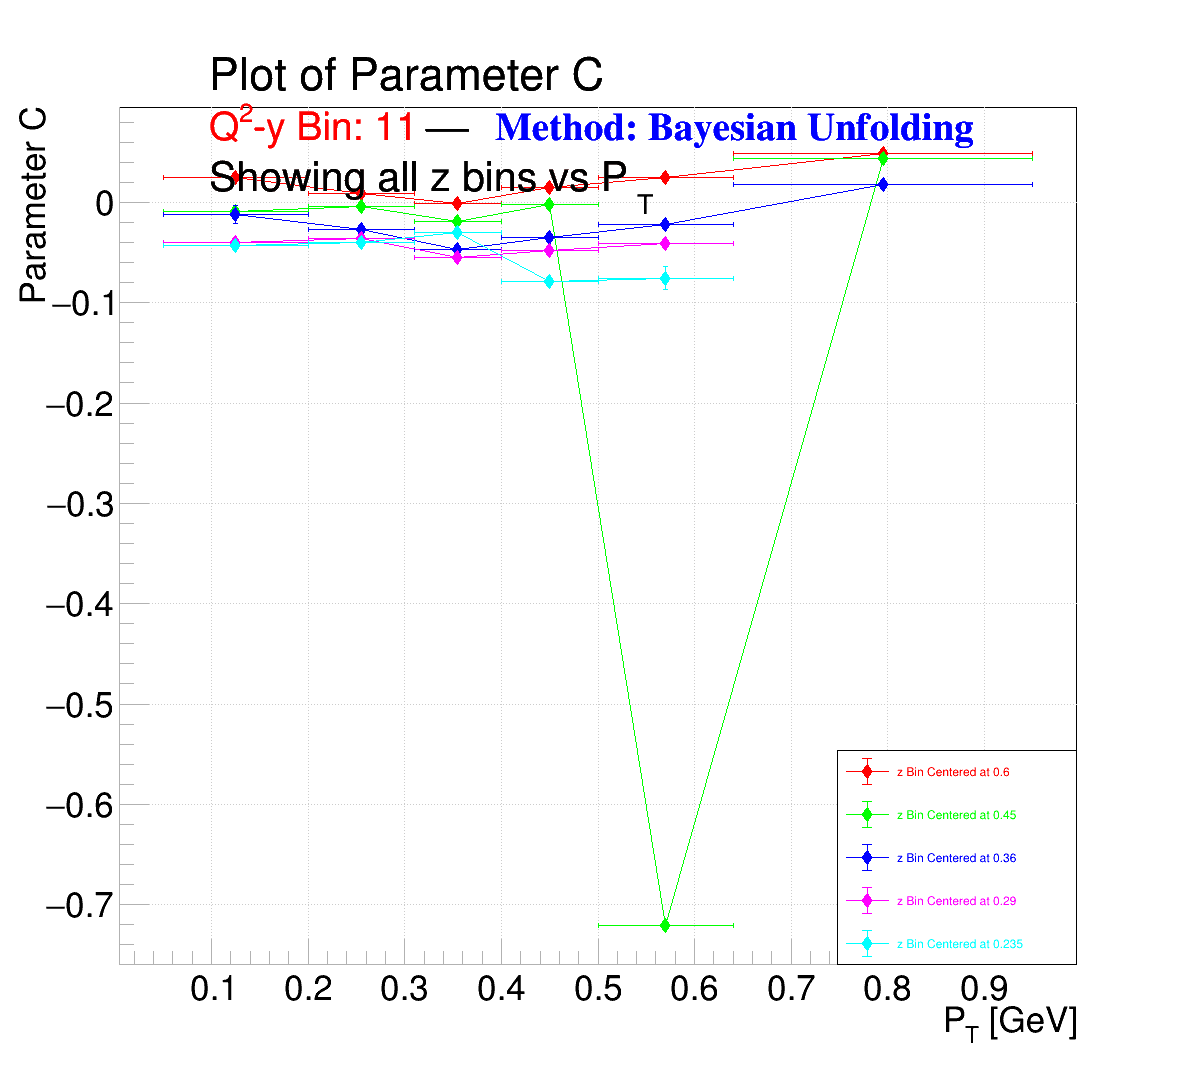 Plot of Parameter C
Q²-y Bin: 11 — Method: Bayesian Unfolding
Showing all z bins vs P_T
Parameter C
0
−0.1
−0.2
−0.3
−0.4
−0.5
−0.6
−0.7
z Bin Centered at 0.6
z Bin Centered at 0.45
z Bin Centered at 0.36
z Bin Centered at 0.29
z Bin Centered at 0.235
0.1 0.2 0.3 0.4 0.5 0.6 0.7 0.8 0.9
P_T [GeV]